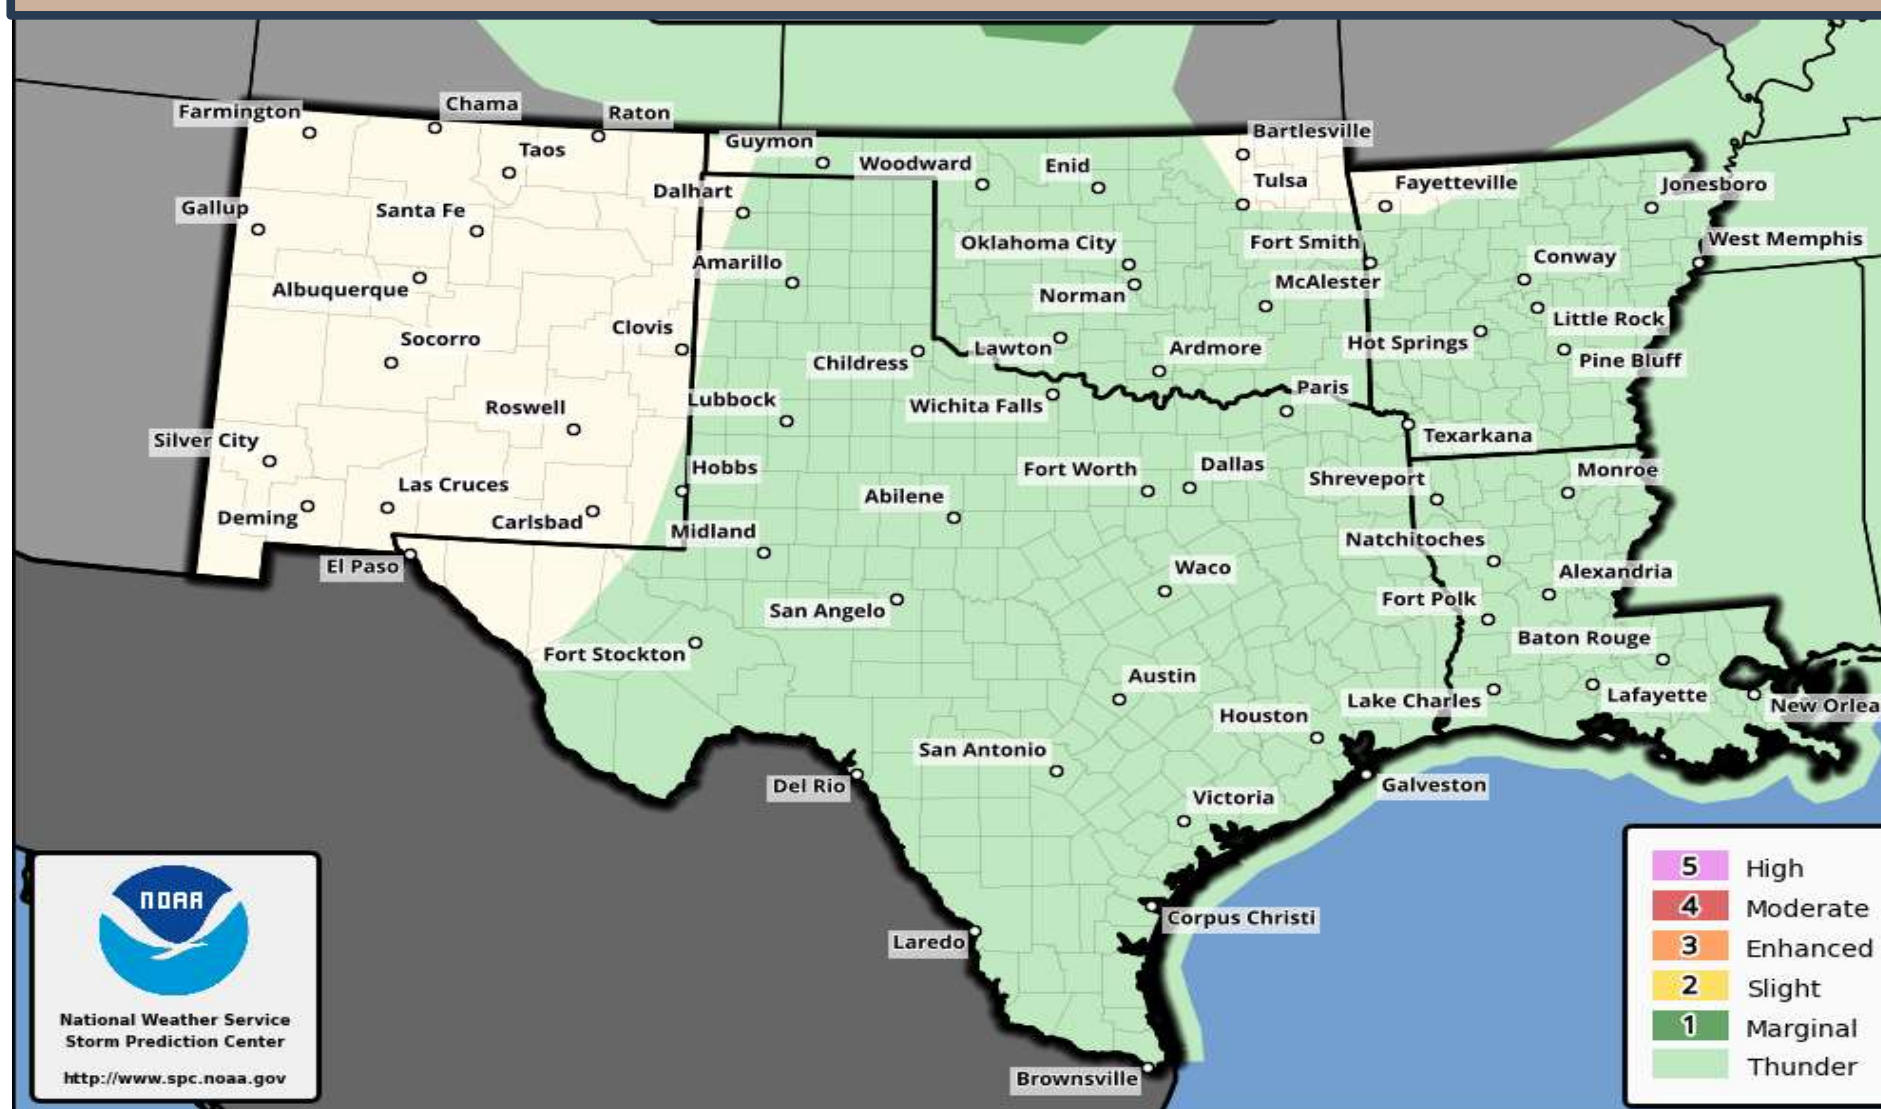 Farmington
Chama
Raton
Taos
Guymon
Woodward
Enid
Bartlesville
Tulsa
Fayetteville
Jonesboro
Dalhart
Gallup
Santa Fe
Oklahoma City
Fort Smith
West Memphis
Conway
Amarillo
Albuquerque
Norman
McAlester
Little Rock
Clovis
Socorro
Childress
Lawton
Ardmore
Hot Springs
Pine Bluff
Paris
Lubbock
Wichita Falls
Roswell
Texarkana
Silver City
Hobbs
Fort Worth
Dallas
Shreveport
Monroe
Las Cruces
Abilene
Deming
Carlsbad
Midland
Natchitoches
El Paso
Waco
Alexandria
San Angelo
Fort Polk
Baton Rouge
Fort Stockton
Austin
Lake Charles
Lafayette
New Orlea
Houston
San Antonio
Del Rio
Galveston
Victoria
Corpus Christi
Laredo
Brownsville
NOAA
National Weather Service
Storm Prediction Center
http://www.spc.noaa.gov
5 High
4 Moderate
3 Enhanced
2 Slight
1 Marginal
Thunder